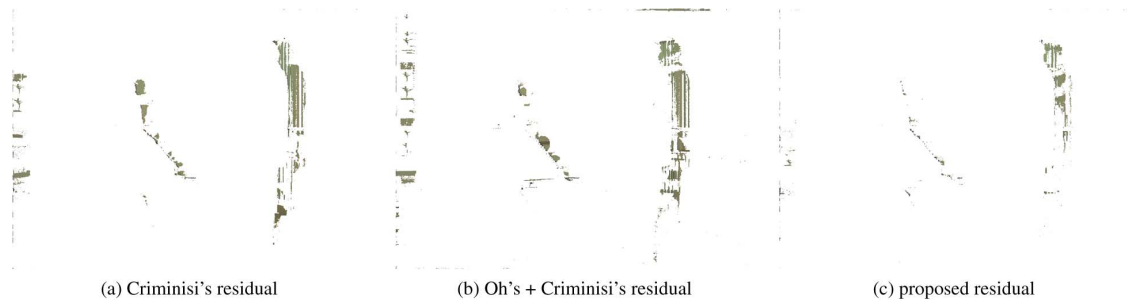 (a) Criminisi's residual
(b) Oh's + Criminisi's residual
(c) proposed residual